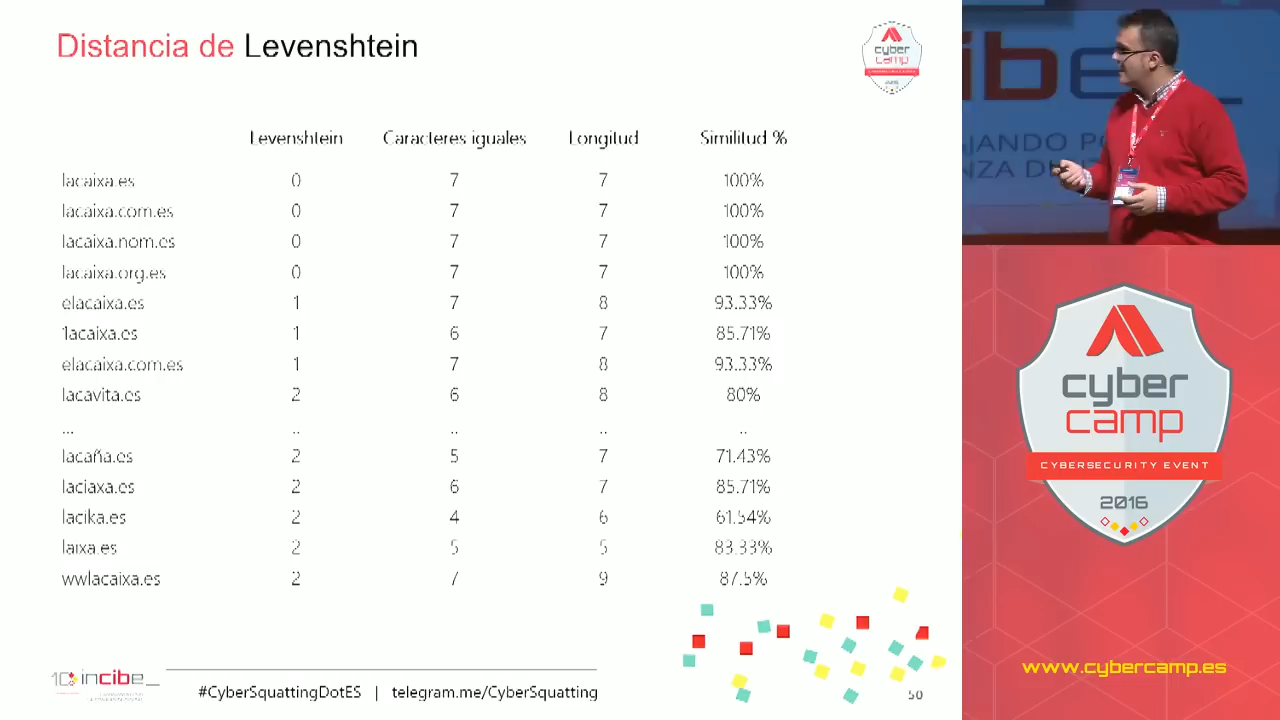 Distancia de Levenshtein
cyber
camp
Levenshtein Caracteres iguales Longitud Similitud %
lacaixa.es 0 7 7 100%
lacaixa.com.es 0 7 7 100%
lacaixa.nom.es 0 7 7 100%
lacaixa.org.es 0 7 7 100%
elacaixa.es 1 7 8 93.33%
1acaixa.es 1 6 7 85.71%
elacaixa.com.es 1 7 8 93.33%
lacavita.es 2 6 8 80%
... .. .. .. ..
lacaña.es 2 5 7 71.43%
laciaxa.es 2 6 7 85.71%
lacika.es 2 4 6 61.54%
laixa.es 2 5 5 83.33%
wwlacaixa.es 2 7 9 87.5%
incibe_
#CyberSquattingDotES | telegram.me/CyberSquatting
50
cibe_
AJANDO PO
NZA D
cyber
camp
CYBERSECURITY EVENT
2016
www.cybercamp.es